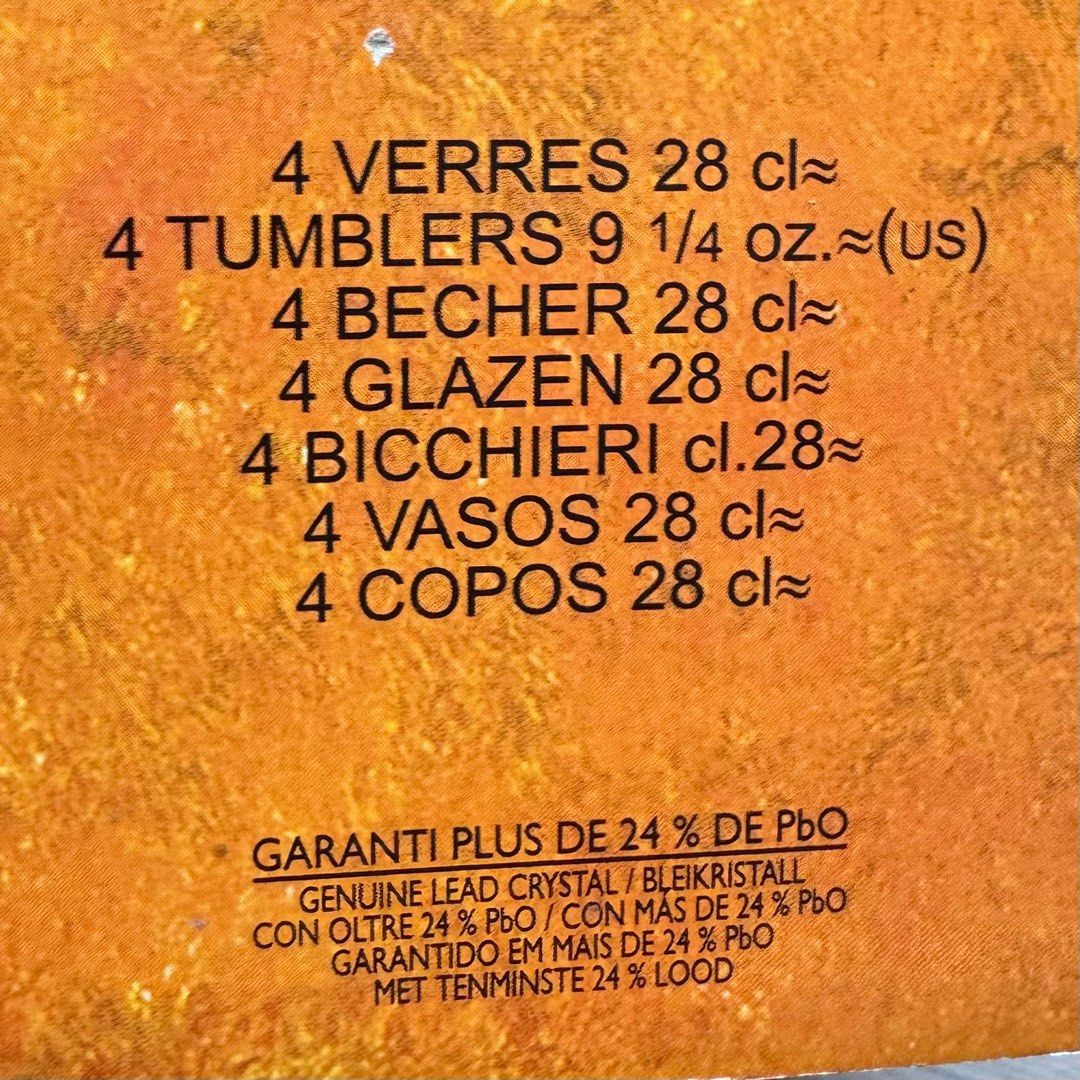 4 VERRES 28 cl≈
4 TUMBLERS 9 1/4 oz.≈(US)
4 BECHER 28 cl≈
4 GLAZEN 28 cl≈
4 BICCHIERI cl.28≈
4 VASOS 28 cl≈
4 COPOS 28 cl≈
GARANTI PLUS DE 24 % DE PbO
GENUINE LEAD CRYSTAL / BLEIKRISTALL
CON OLTRE 24 % PbO / CON MÁS DE 24 % PbO
GARANTIDO EM MAIS DE 24 % PbO
MET TENMINSTE 24 % LOOD